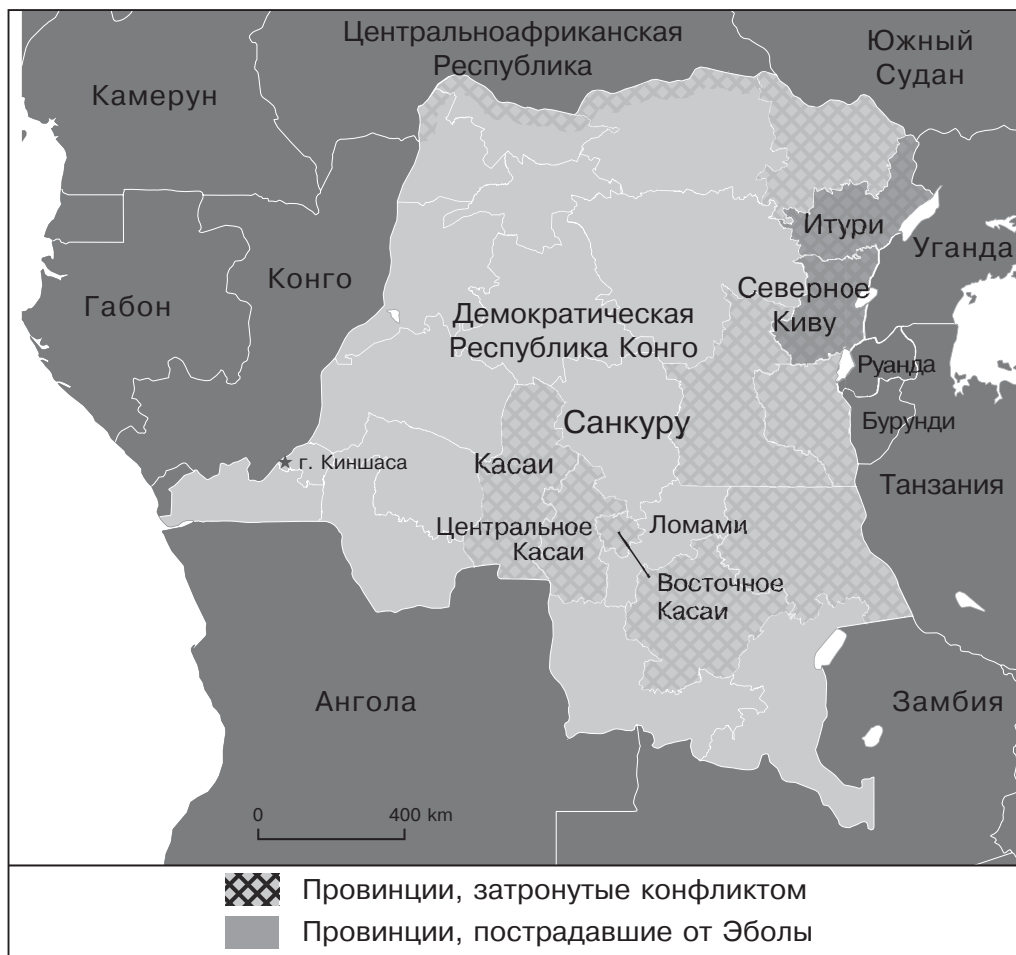 Центральноафриканская
Республика
Южный
Судан
Камерун
Итури
Уганда
Габон
Конго
Северное
Киву
Демократическая
Республика Конго
Руанда
Санкуру
Бурунди
Касаи
г. Киншаса
Танзания
Центральное
Касаи
Ломами
Восточное
Касаи
Ангола
Замбия
0 400 km
Провинции, затронутые конфликтом
Провинции, пострадавшие от Эболы